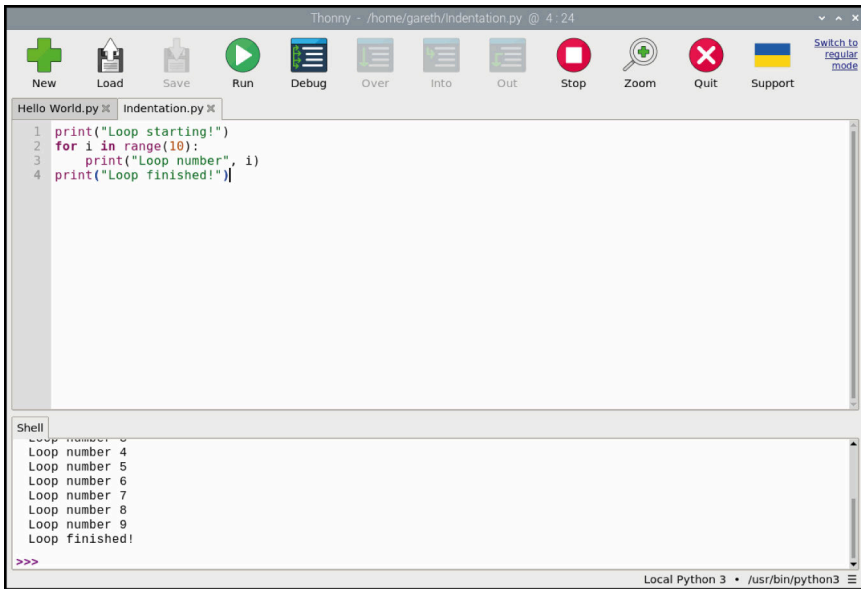 Thonny - /home/gareth/Indentation.py @ 4:24
New Load Save Run Debug Over Into Out Stop Zoom Quit Support
Switch to
regular
mode
Hello World.py Indentation.py
1 print("Loop starting!")
2 for i in range(10):
3     print("Loop number", i)
4 print("Loop finished!")
Shell
Loop number
Loop number 4
Loop number 5
Loop number 6
Loop number 7
Loop number 8
Loop number 9
Loop finished!
>>>
Local Python 3 • /usr/bin/python3 ≡